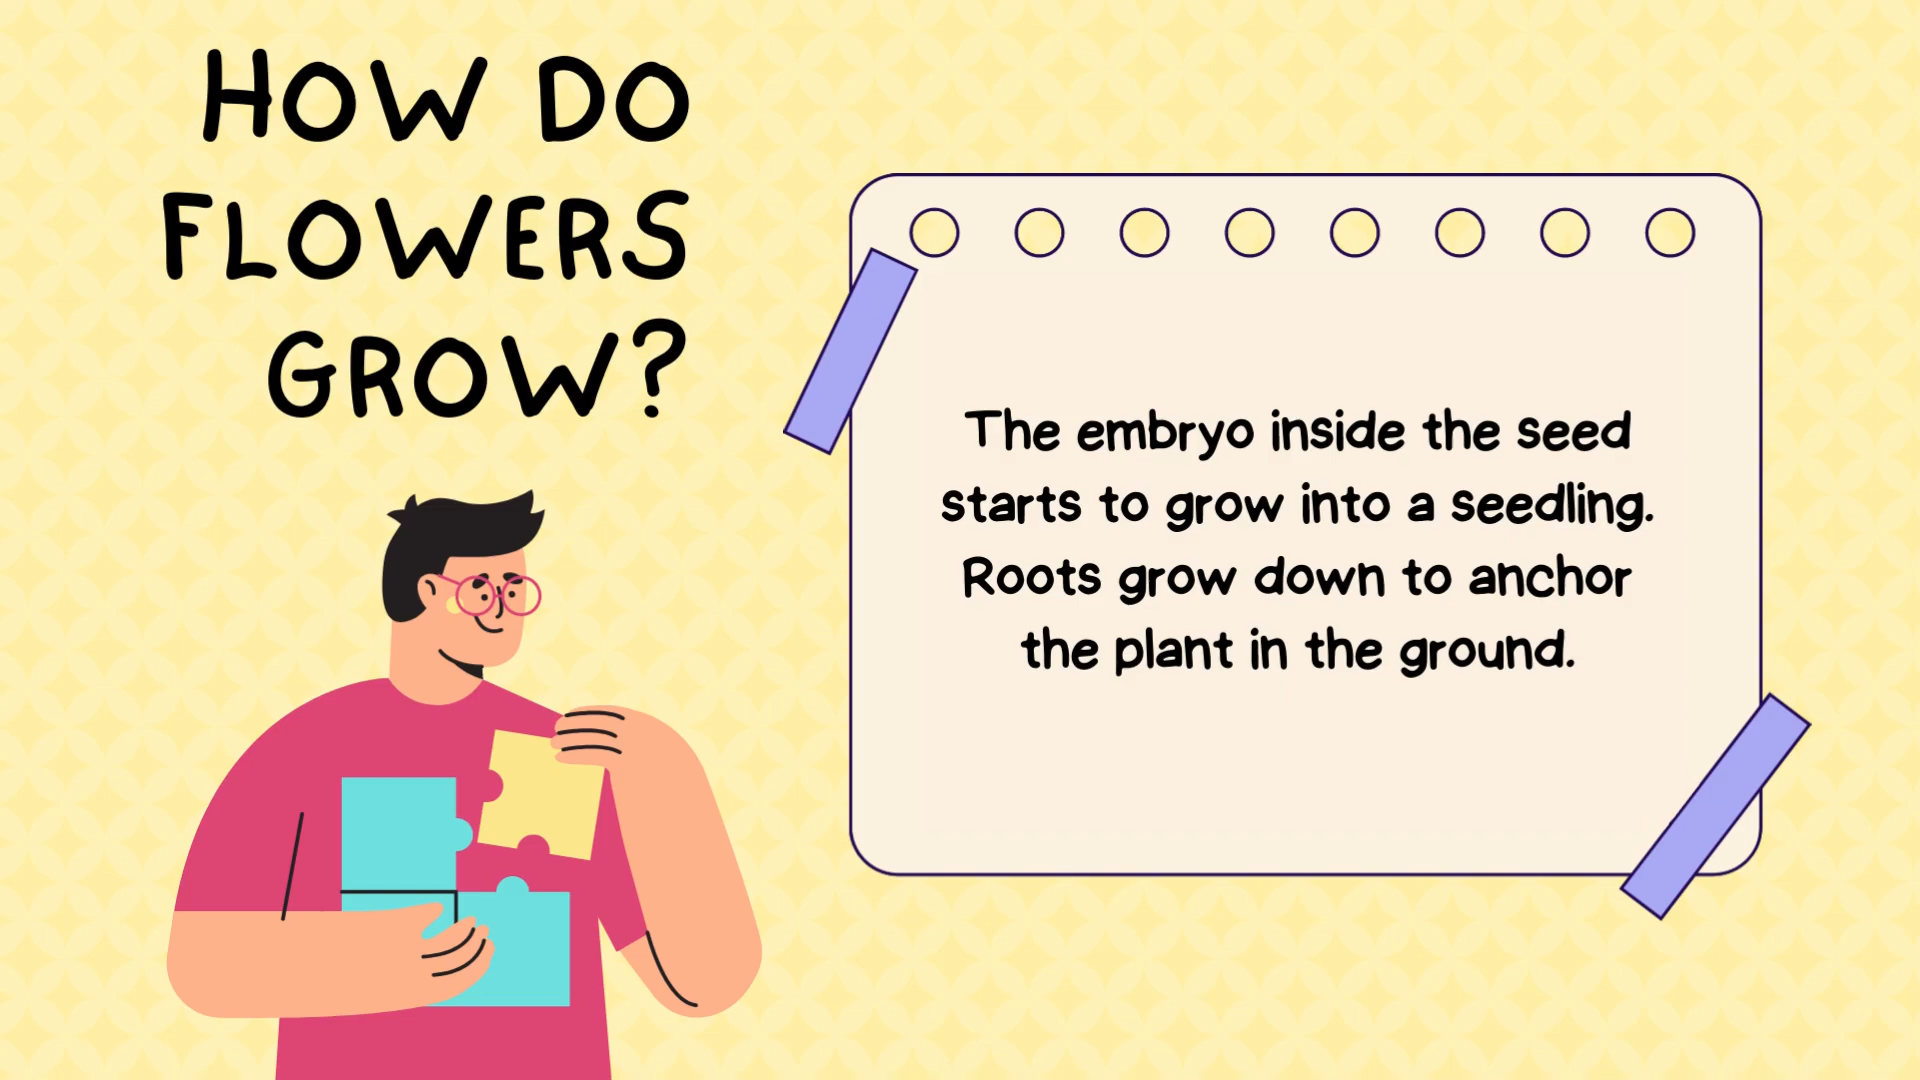 HOW DO
FLOWERS
GROW?
The embryo inside the seed
starts to grow into a seedling.
Roots grow down to anchor
the plant in the ground.